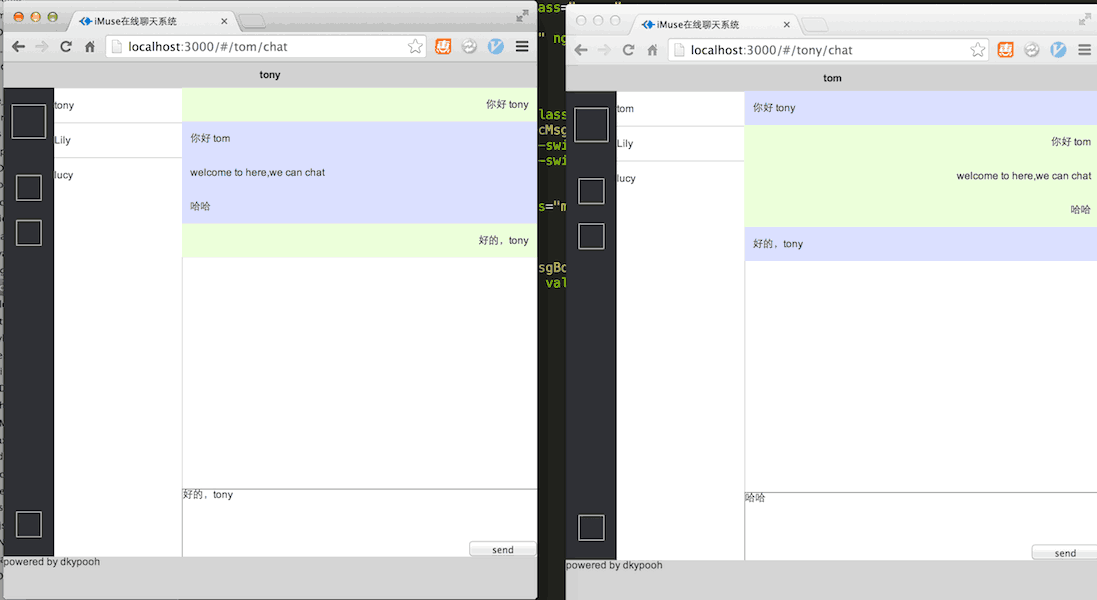 iMuse在线聊天系统
localhost:3000/#/tom/chat
tony
tony
Lily
lucy
你好 tony
你好 tom
welcome to here,we can chat
哈哈
好的，tony
好的，tony
send
powered by dkypooh
ass="
" ng
lass
cMsg
-swi
-swi
s="m
sgBo
val
iMuse在线聊天系统
localhost:3000/#/tony/chat
tom
tom
Lily
lucy
你好 tony
你好 tom
welcome to here,we can chat
哈哈
好的，tony
哈哈
send
powered by dkypooh